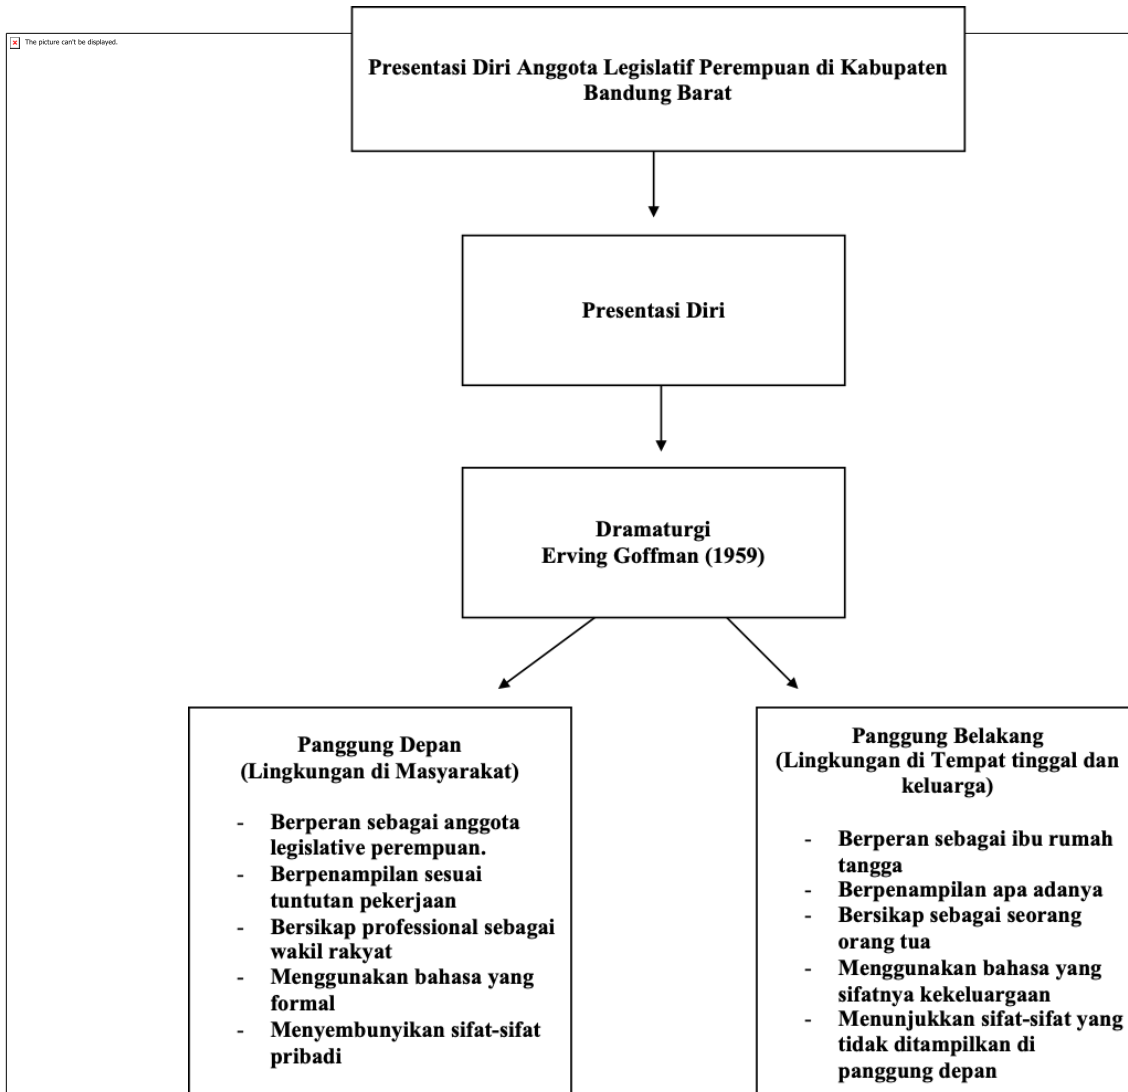 The picture can't be displayed.
Presentasi Diri Anggota Legislatif Perempuan di Kabupaten
Bandung Barat
Presentasi Diri
Dramaturgi
Erving Goffman (1959)
Panggung Depan
(Lingkungan di Masyarakat)
- Berperan sebagai anggota
legislative perempuan.
- Berpenampilan sesuai
tuntutan pekerjaan
- Bersikap professional sebagai
wakil rakyat
- Menggunakan bahasa yang
formal
- Menyembunyikan sifat-sifat
pribadi
Panggung Belakang
(Lingkungan di Tempat tinggal dan
keluarga)
- Berperan sebagai ibu rumah
tangga
- Berpenampilan apa adanya
- Bersikap sebagai seorang
orang tua
- Menggunakan bahasa yang
sifatnya kekeluargaan
- Menunjukkan sifat-sifat yang
tidak ditampilkan di
panggung depan